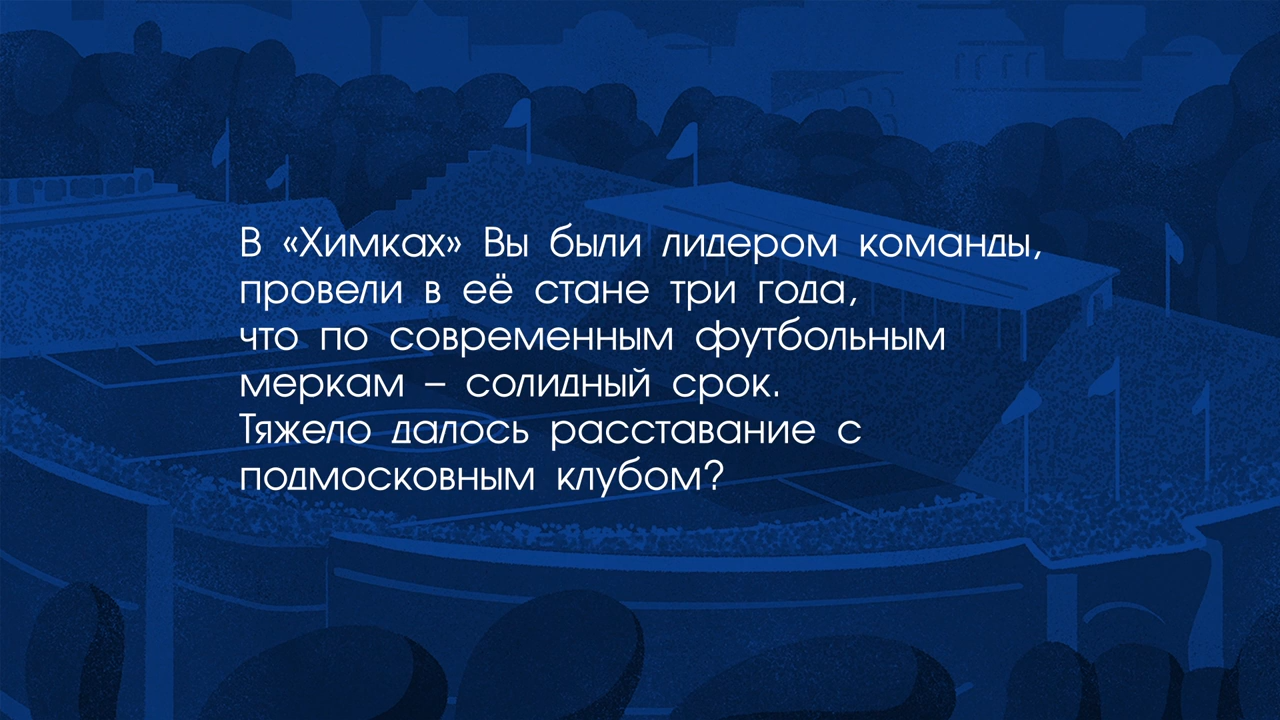 В «Химках» Вы были лидером команды,
провели в её стане три года,
что по современным футбольным
меркам – солидный срок.
Тяжело далось расставание с
подмосковным клубом?